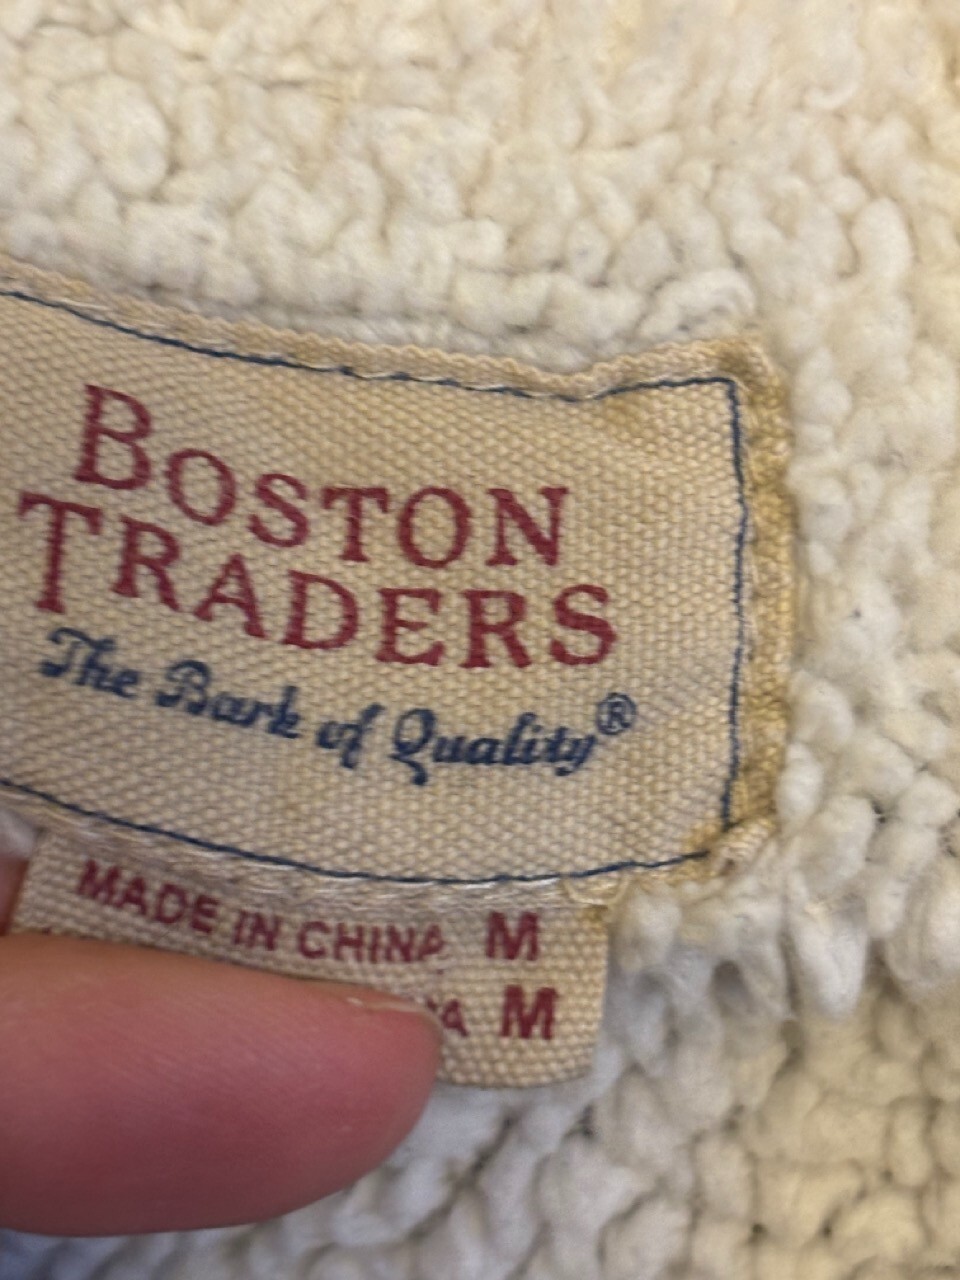 BOSTON
TRADERS
The Bark of Quality®
MADE IN CHINA M
M